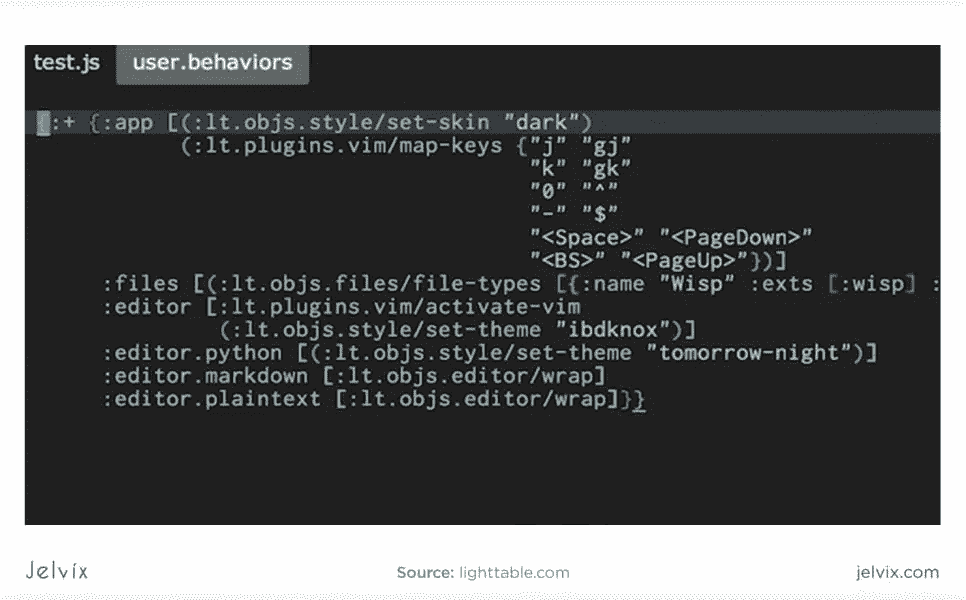 test.js user.behaviors
{:+ {:app [(:lt.objs.style/set-skin "dark")
(:lt.plugins.vim/map-keys {"j" "gj"
"k" "gk"
"0" "^"
"-" "$"
"<Space>" "<PageDown>"
"<BS>" "<PageUp>"})]
:files [(:lt.objs.files/file-types [{:name "Wisp" :exts [:wisp] :
:editor [:lt.plugins.vim/activate-vim
(:lt.objs.style/set-theme "ibdknox")]
:editor.python [(:lt.objs.style/set-theme "tomorrow-night")]
:editor.markdown [:lt.objs.editor/wrap]
:editor.plaintext [:lt.objs.editor/wrap]}}
Jelvix Source: lighttable.com jelvix.com